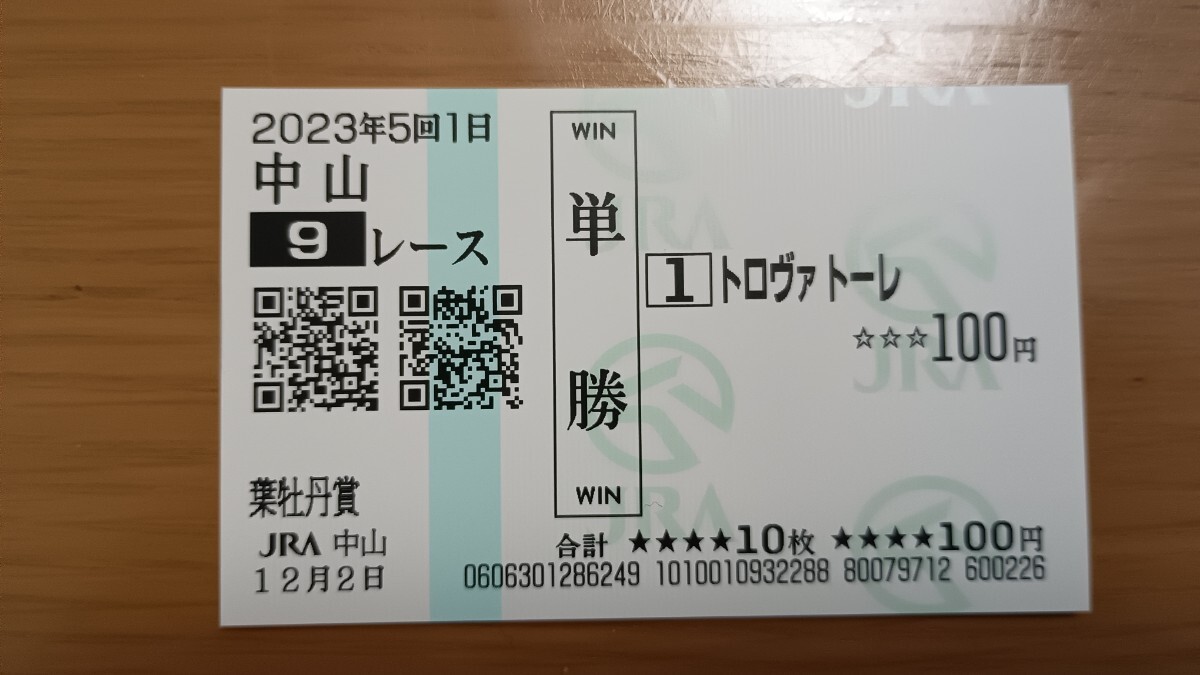 2023年5回1日
中山
9レース
葉牡丹賞
JRA 中山
12月2日
WIN
単勝
WIN
1 トロヴァトーレ
☆☆☆100円
合計 ★★★★10枚 ★★★★100円
0606301286249 1010010932288 80079712 600226
JRA
JRA
JRA
JRA